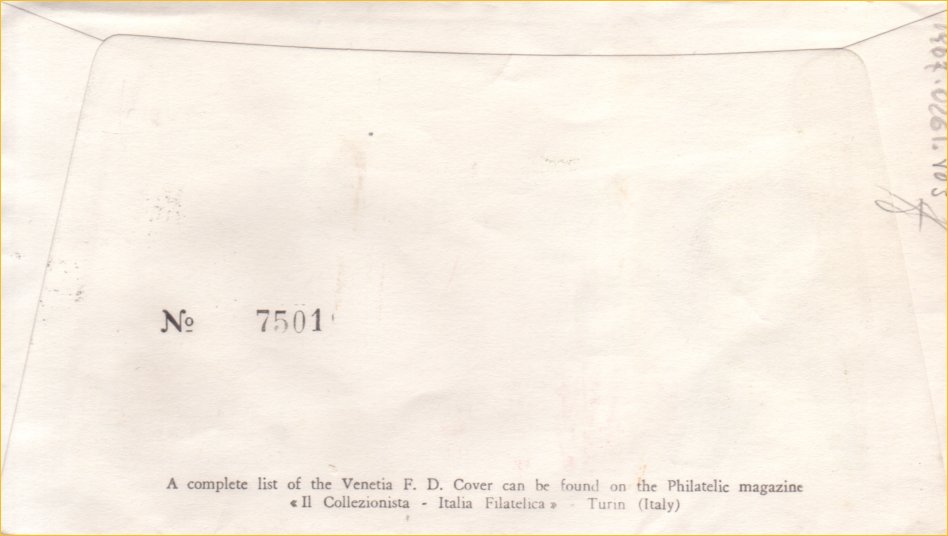 № 7501
A complete list of the Venetia F. D. Cover can be found on the Philatelic magazine
« Il Collezionista - Italia Filatelica » - Turin (Italy)